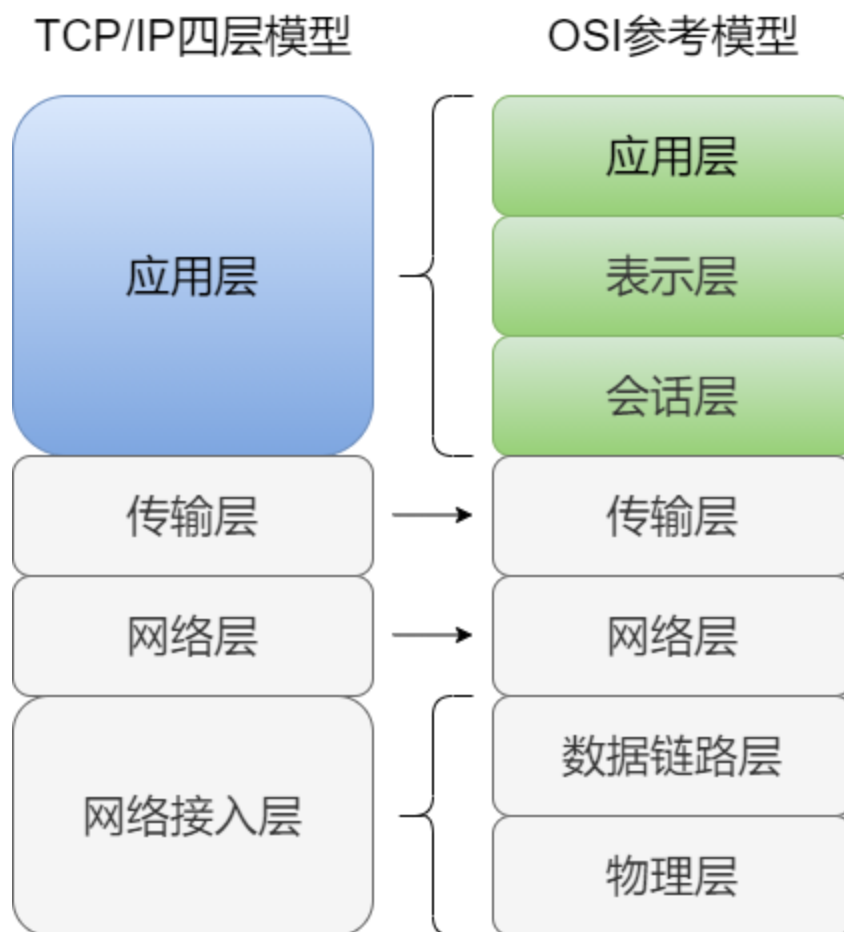 TCP/IP四层模型
OSI参考模型
应用层
应用层
表示层
会话层
传输层
传输层
网络层
网络层
网络接入层
数据链路层
物理层